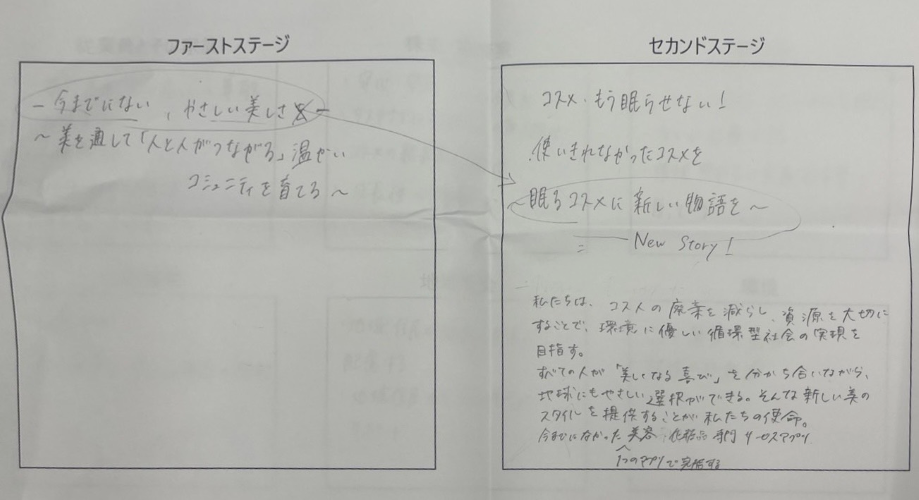 ファーストステージ
－今までにない、やさしい美しさ－
～美を通して「人と人がつながる」温かい
コミュニティを育てる～
セカンドステージ
コスメ・もう眠らせない！
使いきれなかったコスメを
～眠るコスメに新しい物語を～
New Story！
私たちは、コスメの廃棄を減らし、資源を大切に
することで、環境に優しい循環型社会の実現を
目指す。
すべての人が「美しくなる喜び」を分かち合いながら、
地球にもやさしい選択ができる。そんな新しい美の
スタイルを提供することが私たちの使命。
今までになかった美容・化粧品専門リユースアプリ
1つのアプリで完結する